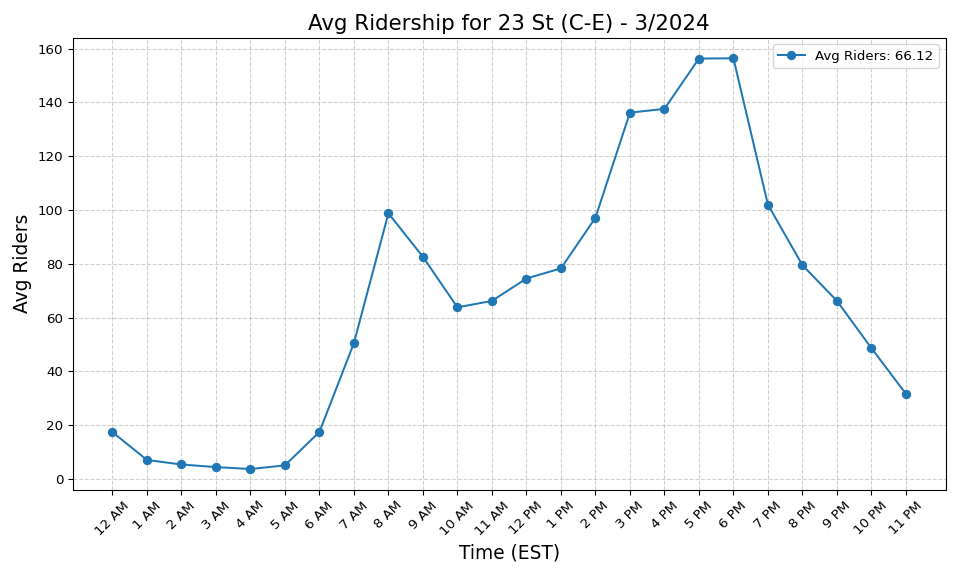 Avg Ridership for 23 St (C-E) - 3/2024
Avg Riders: 66.12
Avg Riders
160
140
120
100
80
60
40
20
0
12 AM
1 AM
2 AM
3 AM
4 AM
5 AM
6 AM
7 AM
8 AM
9 AM
10 AM
11 AM
12 PM
1 PM
2 PM
3 PM
4 PM
5 PM
6 PM
7 PM
8 PM
9 PM
10 PM
11 PM
Time (EST)